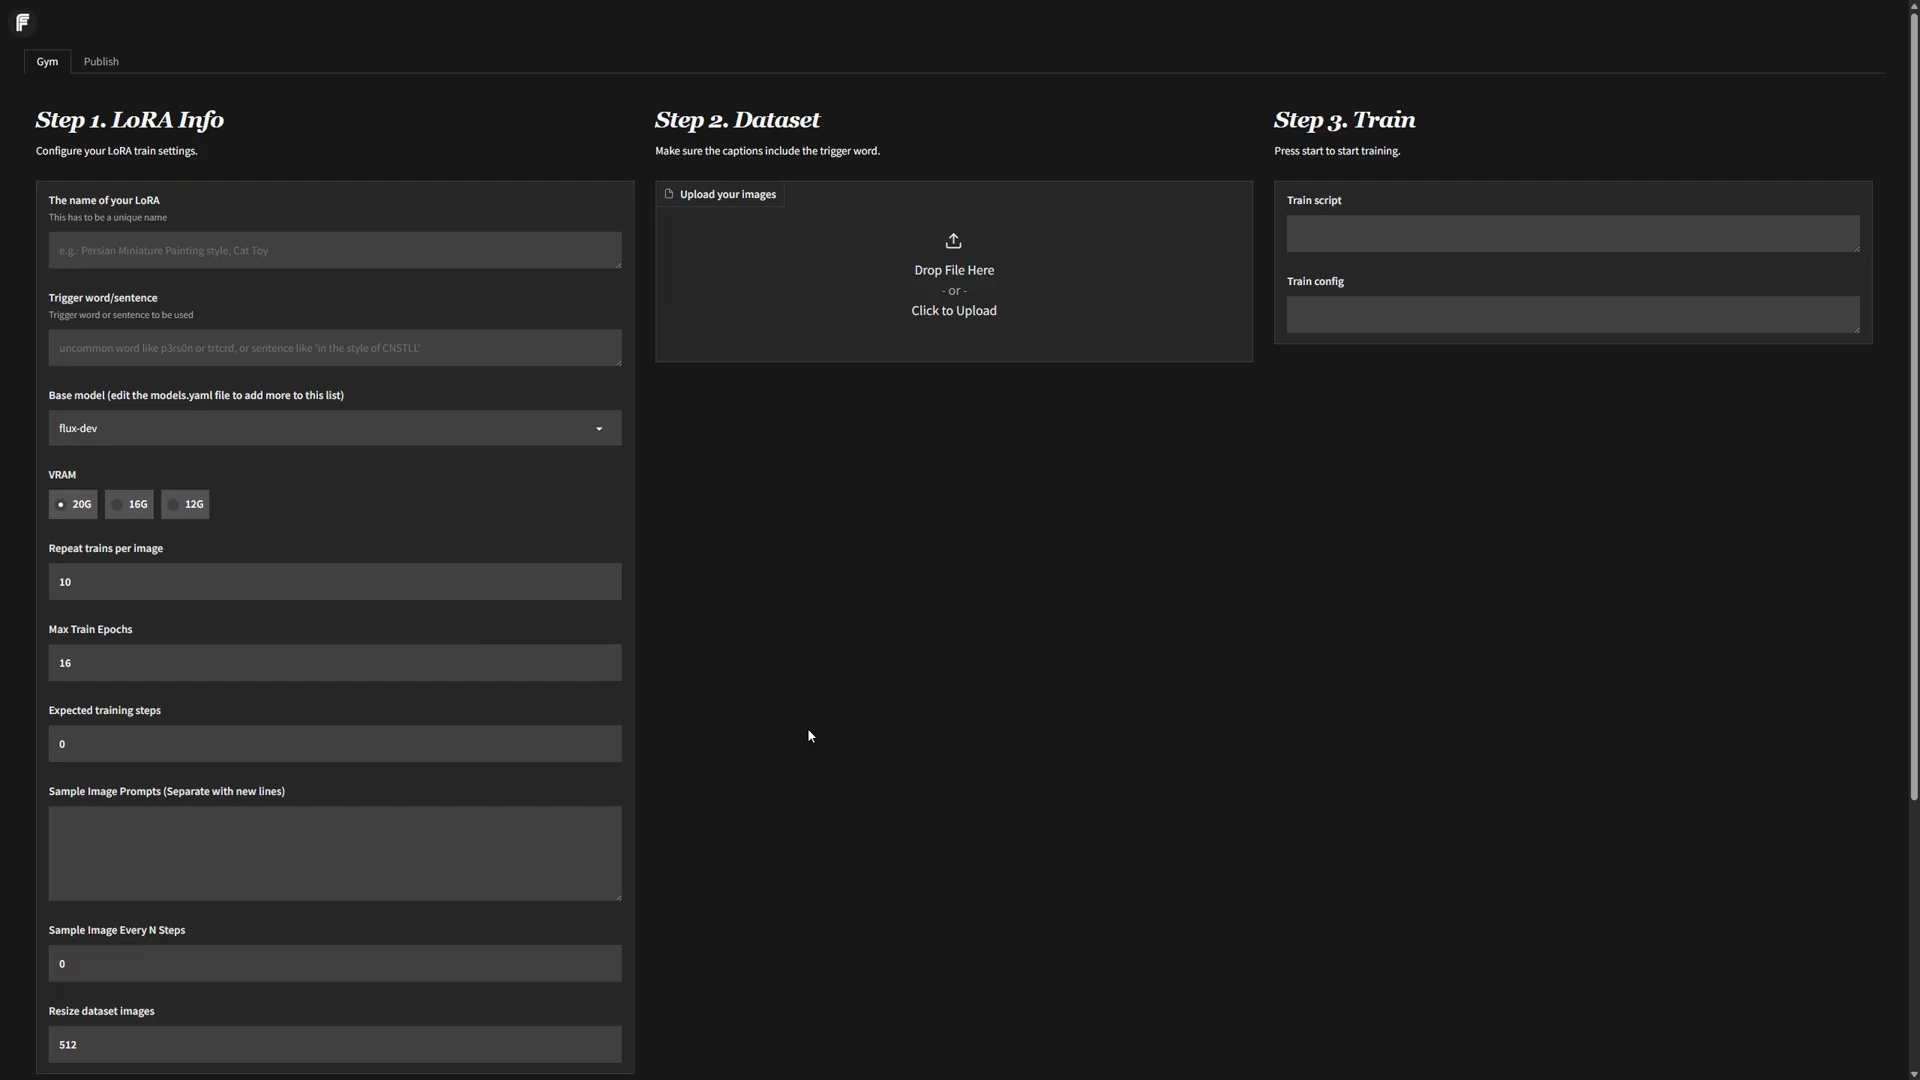 F
Gym
Publish
Step 1. LoRA Info
Configure your LoRA train settings.
The name of your LoRA
This has to be a unique name
e.g.: Persian Miniature Painting style, Cat Toy
Trigger word/sentence
Trigger word or sentence to be used
uncommon word like p3rs0n or trtcrd, or sentence like 'in the style of CNSTLL'
Base model (edit the models.yaml file to add more to this list)
flux-dev
VRAM
20G
16G
12G
Repeat trains per image
10
Max Train Epochs
16
Expected training steps
0
Sample Image Prompts (Separate with new lines)
Sample Image Every N Steps
0
Resize dataset images
512
Step 2. Dataset
Make sure the captions include the trigger word.
Upload your images
Drop File Here
- or -
Click to Upload
Step 3. Train
Press start to start training.
Train script
Train config